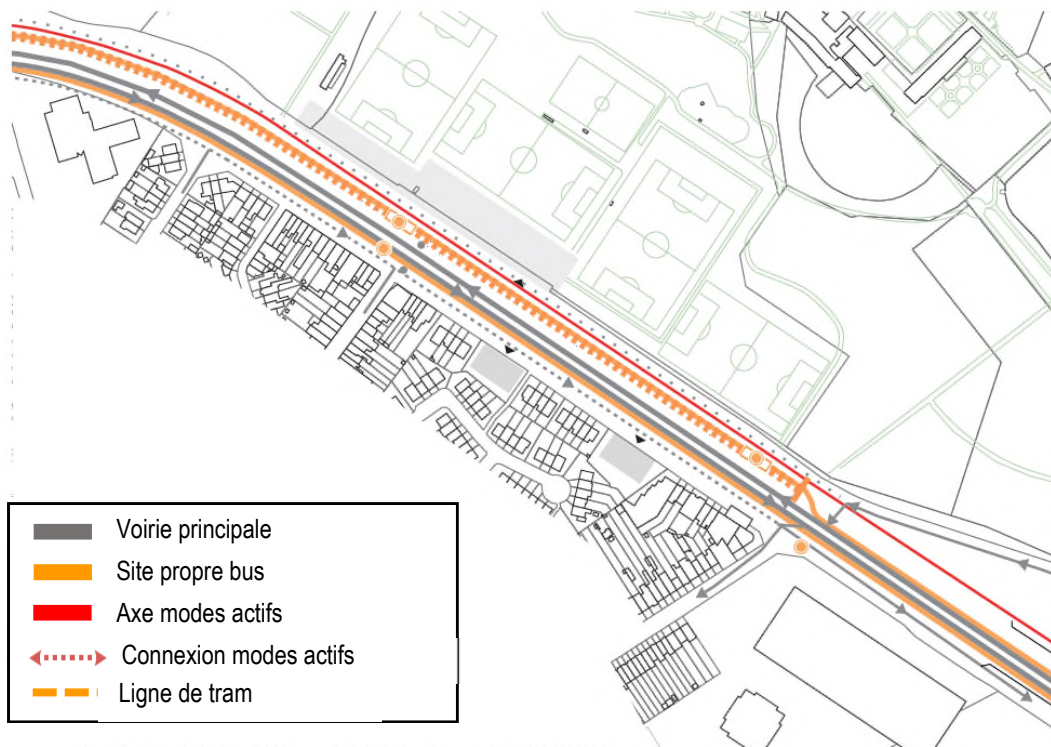 Voirie principale
Site propre bus
Axe modes actifs
Connexion modes actifs
Ligne de tram